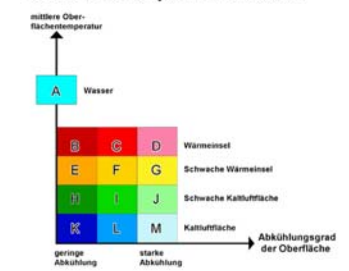 mittlere Ober-
flächentemperatur
A Wasser
B C D Wärmeinsel
E F G Schwache Wärmeinsel
H I J Schwache Kaltluftfläche
K L M Kaltluftfläche
geringe
Abkühlung
starke
Abkühlung
Abkühlungsgrad
der Oberfläche